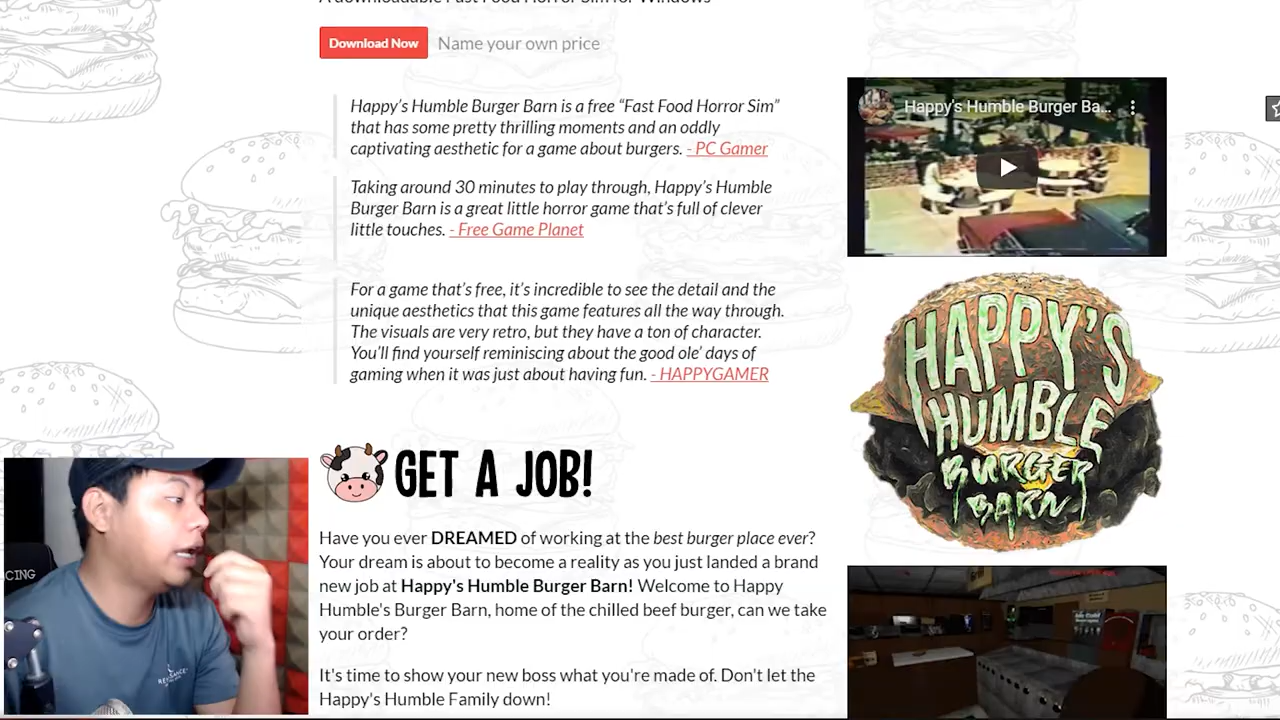 A downloadable Fast Food Horror Sim for Windows
Download Now
Name your own price
Happy's Humble Burger Barn is a free “Fast Food Horror Sim”
that has some pretty thrilling moments and an oddly
captivating aesthetic for a game about burgers. - PC Gamer
Taking around 30 minutes to play through, Happy's Humble
Burger Barn is a great little horror game that's full of clever
little touches. - Free Game Planet
For a game that's free, it's incredible to see the detail and the
unique aesthetics that this game features all the way through.
The visuals are very retro, but they have a ton of character.
You'll find yourself reminiscing about the good ole' days of
gaming when it was just about having fun. - HAPPYGAMER
GET A JOB!
Have you ever DREAMED of working at the best burger place ever?
Your dream is about to become a reality as you just landed a brand
new job at Happy's Humble Burger Barn! Welcome to Happy
Humble's Burger Barn, home of the chilled beef burger, can we take
your order?
It's time to show your new boss what you're made of. Don't let the
Happy's Humble Family down!
Happy's Humble Burger Ba...
HAPPY'S
HUMBLE
BURGER
BARN
CING